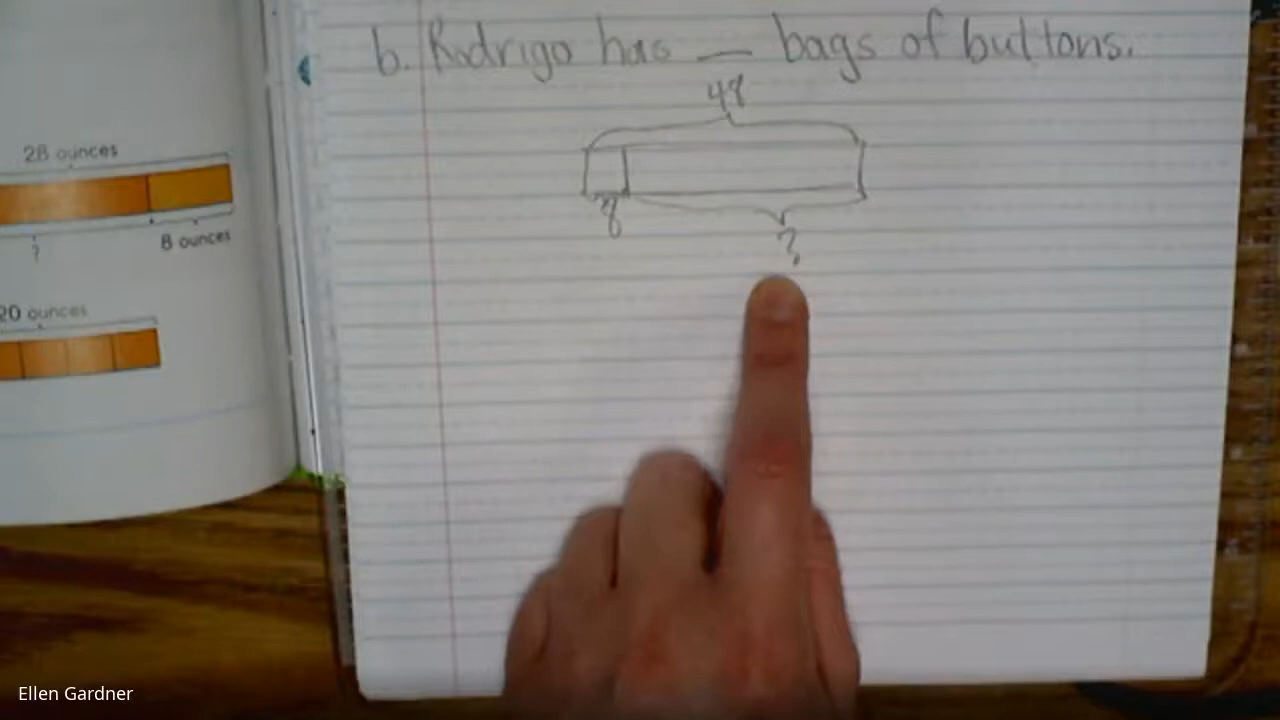 28 ounces
?
8 ounces
20 ounces
b. Rodrigo has __ bags of buttons.
48
8
?
Ellen Gardner